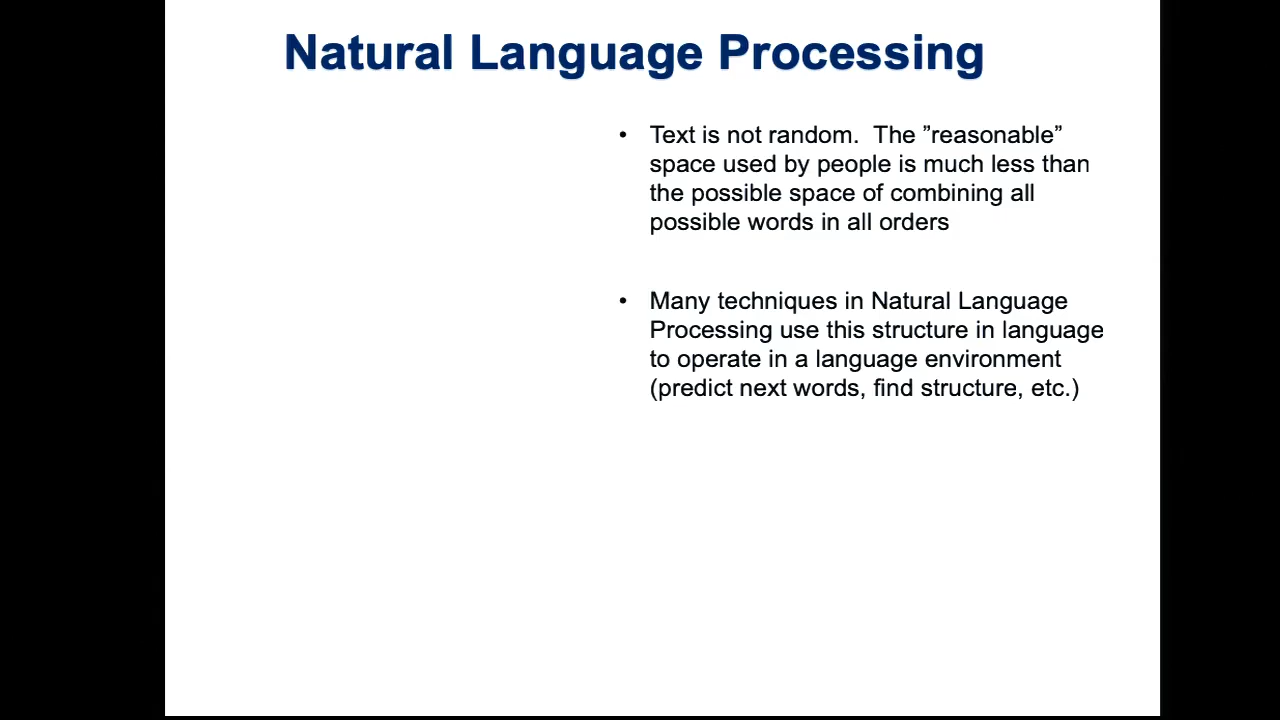 Natural Language Processing
• Text is not random.  The ”reasonable”
space used by people is much less than
the possible space of combining all
possible words in all orders
• Many techniques in Natural Language
Processing use this structure in language
to operate in a language environment
(predict next words, find structure, etc.)